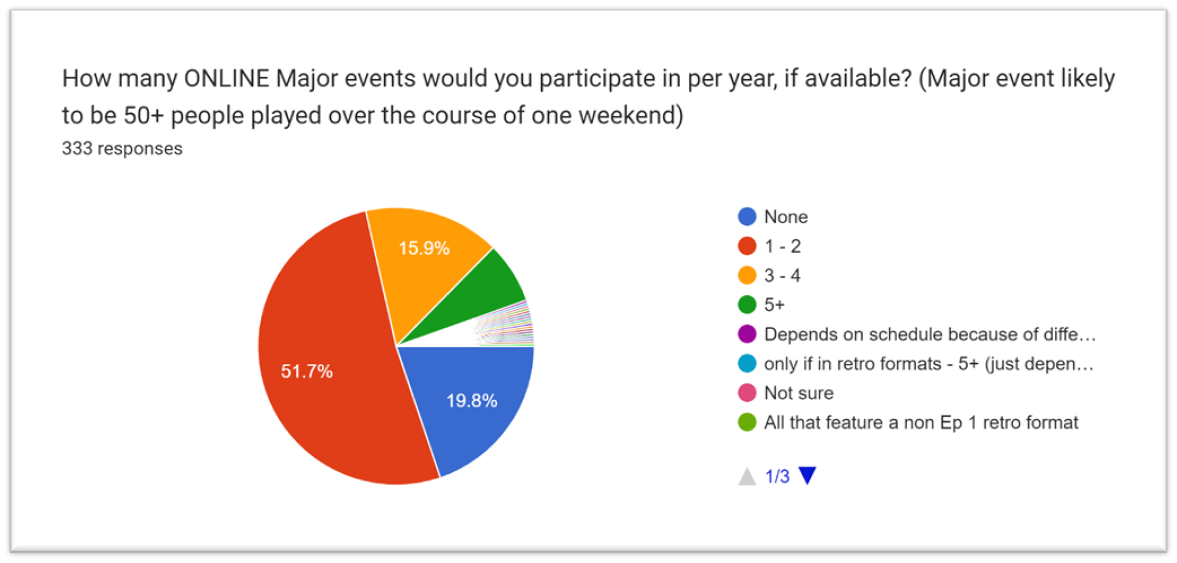 How many ONLINE Major events would you participate in per year, if available? (Major event likely
to be 50+ people played over the course of one weekend)
333 responses
15.9%
51.7%
19.8%
None
1 - 2
3 - 4
5+
Depends on schedule because of diffe…
only if in retro formats - 5+ (just depen…
Not sure
All that feature a non Ep 1 retro format
1/3